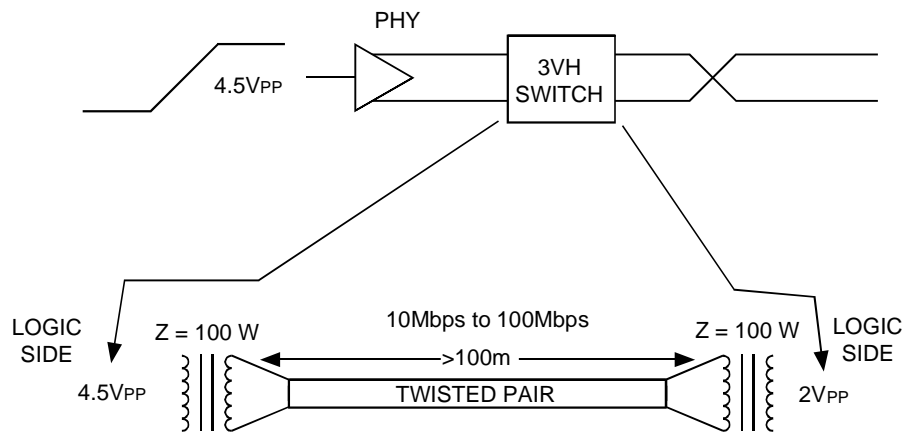 PHY
4.5VPP
3VH
SWITCH
LOGIC
SIDE
Z = 100 W
10Mbps to 100Mbps
Z = 100 W
LOGIC
SIDE
>100m
4.5VPP
TWISTED PAIR
2VPP